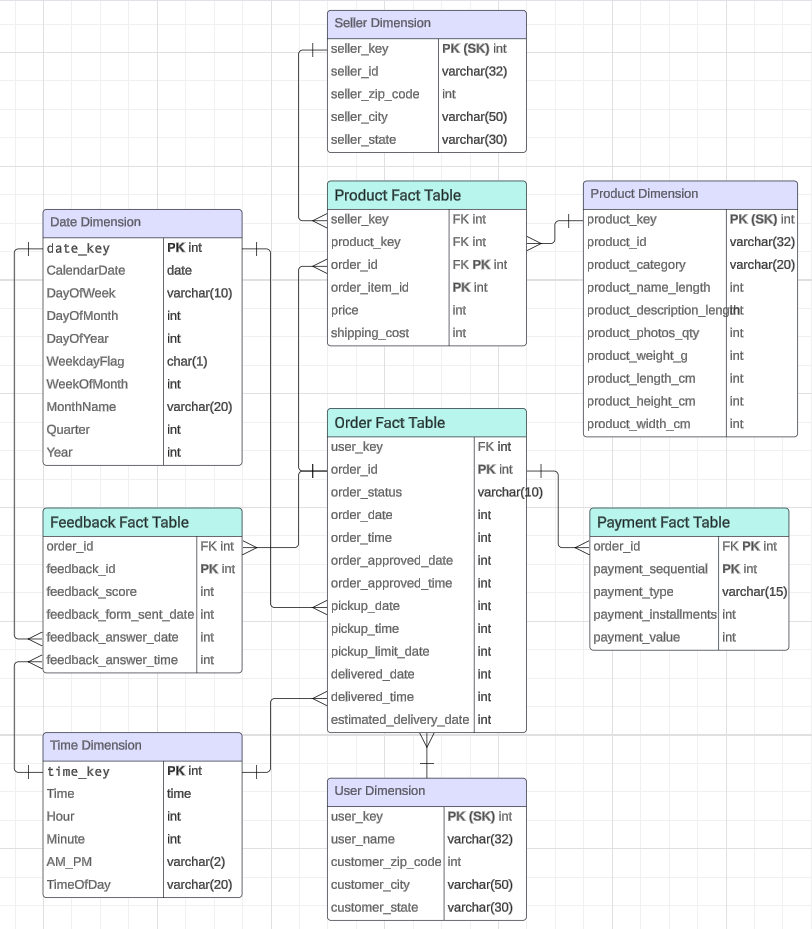 Seller Dimension
seller_key PK (SK) int
seller_id varchar(32)
seller_zip_code int
seller_city varchar(50)
seller_state varchar(30)
Product Fact Table
seller_key FK int
product_key FK int
order_id FK PK int
order_item_id PK int
price int
shipping_cost int
Product Dimension
product_key PK (SK) int
product_id varchar(32)
product_category varchar(20)
product_name_length int
product_description_length int
product_photos_qty int
product_weight_g int
product_length_cm int
product_height_cm int
product_width_cm int
Date Dimension
date_key PK int
CalendarDate date
DayOfWeek varchar(10)
DayOfMonth int
DayOfYear int
WeekdayFlag char(1)
WeekOfMonth int
MonthName varchar(20)
Quarter int
Year int
Order Fact Table
user_key FK int
order_id PK int
order_status varchar(10)
order_date int
order_time int
order_approved_date int
order_approved_time int
pickup_date int
pickup_time int
pickup_limit_date int
delivered_date int
delivered_time int
estimated_delivery_date int
Feedback Fact Table
order_id FK int
feedback_id PK int
feedback_score int
feedback_form_sent_date int
feedback_answer_date int
feedback_answer_time int
Payment Fact Table
order_id FK PK int
payment_sequential PK int
payment_type varchar(15)
payment_installments int
payment_value int
Time Dimension
time_key PK int
Time time
Hour int
Minute int
AM_PM varchar(2)
TimeOfDay varchar(20)
User Dimension
user_key PK (SK) int
user_name varchar(32)
customer_zip_code int
customer_city varchar(50)
customer_state varchar(30)